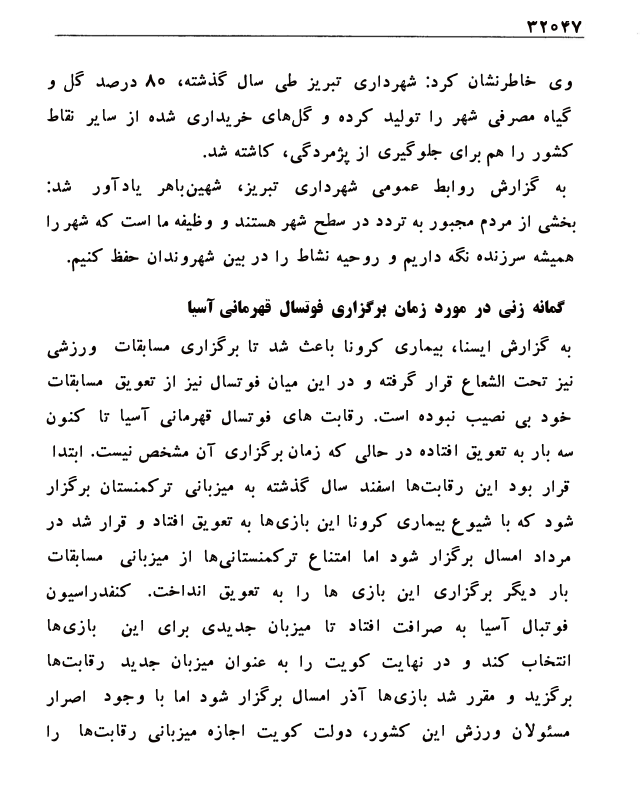 ۳۲۰۴۷
وی خاطرنشان کرد: شهرداری تبریز طی سال گذشته، ۸۰ درصد گل و
گیاه مصرفی شهر را تولید کرده و گل‌های خریداری شده از سایر نقاط
کشور را هم برای جلوگیری از پژمردگی، کاشته شد.
به گزارش روابط عمومی شهرداری تبریز، شهین‌باهر یادآور شد:
بخشی از مردم مجبور به تردد در سطح شهر هستند و وظیفه ما است که شهر را
همیشه سرزنده نگه داریم و روحیه نشاط را در بین شهروندان حفظ کنیم.
گمانه زنی در مورد زمان برگزاری فوتسال قهرمانی آسیا
به گزارش ایسنا، بیماری کرونا باعث شد تا برگزاری مسابقات ورزشی
نیز تحت الشعاع قرار گرفته و در این میان فوتسال نیز از تعویق مسابقات
خود بی نصیب نبوده است. رقابت های فوتسال قهرمانی آسیا تا کنون
سه بار به تعویق افتاده در حالی که زمان برگزاری آن مشخص نیست. ابتدا
قرار بود این رقابت‌ها اسفند سال گذشته به میزبانی ترکمنستان برگزار
شود که با شیوع بیماری کرونا این بازی‌ها به تعویق افتاد و قرار شد در
مرداد امسال برگزار شود اما امتناع ترکمنستانی‌ها از میزبانی مسابقات
بار دیگر برگزاری این بازی ها را به تعویق انداخت. کنفدراسیون
فوتبال آسیا به صرافت افتاد تا میزبان جدیدی برای این بازی‌ها
انتخاب کند و در نهایت کویت را به عنوان میزبان جدید رقابت‌ها
برگزید و مقرر شد بازی‌ها آذر امسال برگزار شود اما با وجود اصرار
مسئولان ورزش این کشور، دولت کویت اجازه میزبانی رقابت‌ها را